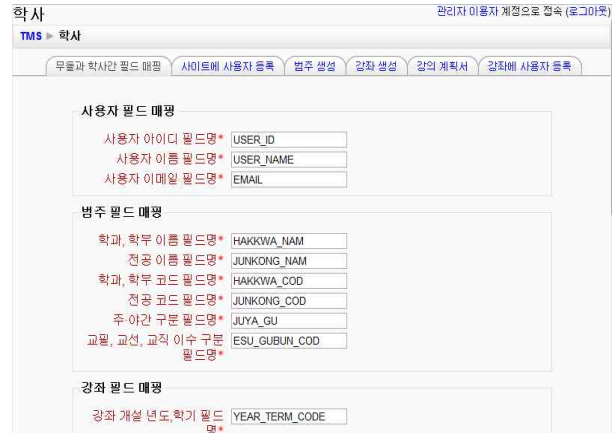 학사
관리자 이용자 계정으로 접속 (로그아웃)
TMS ▶ 학사
무들과 학사간 필드 매핑 사이트에 사용자 등록 범주 생성 강좌 생성 강의 계획서 강좌에 사용자 등록
사용자 필드 매핑
사용자 아이디 필드명* USER_ID
사용자 이름 필드명* USER_NAME
사용자 이메일 필드명* EMAIL
범주 필드 매핑
학과, 학부 이름 필드명* HAKKWA_NAM
전공 이름 필드명* JUNKONG_NAM
학과, 학부 코드 필드명* HAKKWA_COD
전공 코드 필드명* JUNKONG_COD
주·야간 구분 필드명* JUYA_GU
교필, 교선, 교직 이수 구분 ESU_GUBUN_COD
필드명*
강좌 필드 매핑
강좌 개설 년도,학기 필드 YEAR_TERM_CODE
명*